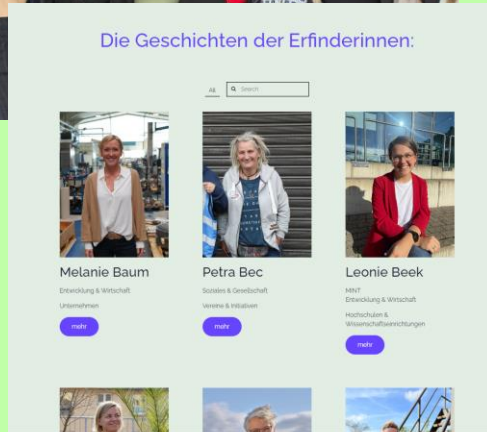 Die Geschichten der Erfinderinnen:
All
Search
Melanie Baum
Entwicklung & Wirtschaft
Unternehmen
mehr
Petra Bec
Soziales & Gesellschaft
Vereine & Initiativen
mehr
Leonie Beek
MINT
Entwicklung & Wirtschaft
Hochschulen &
Wissenschaftseinrichtungen
mehr